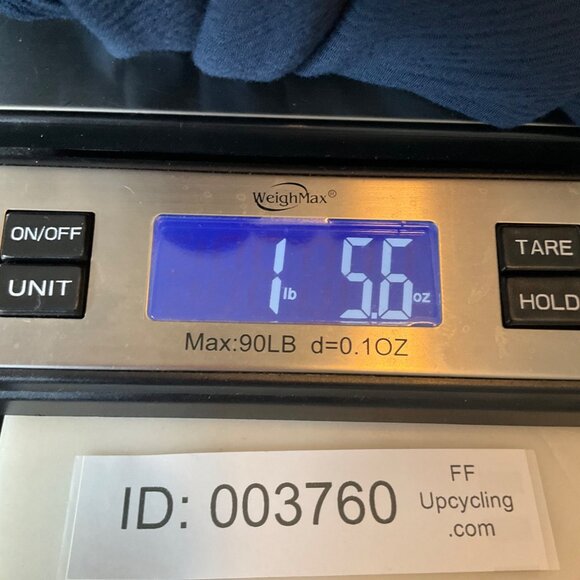 WeighMax®
ON/OFF
UNIT
1 lb 5.6 oz
TARE
HOLD
Max:90LB d=0.1OZ
ID: 003760
FF
Upcycling
.com